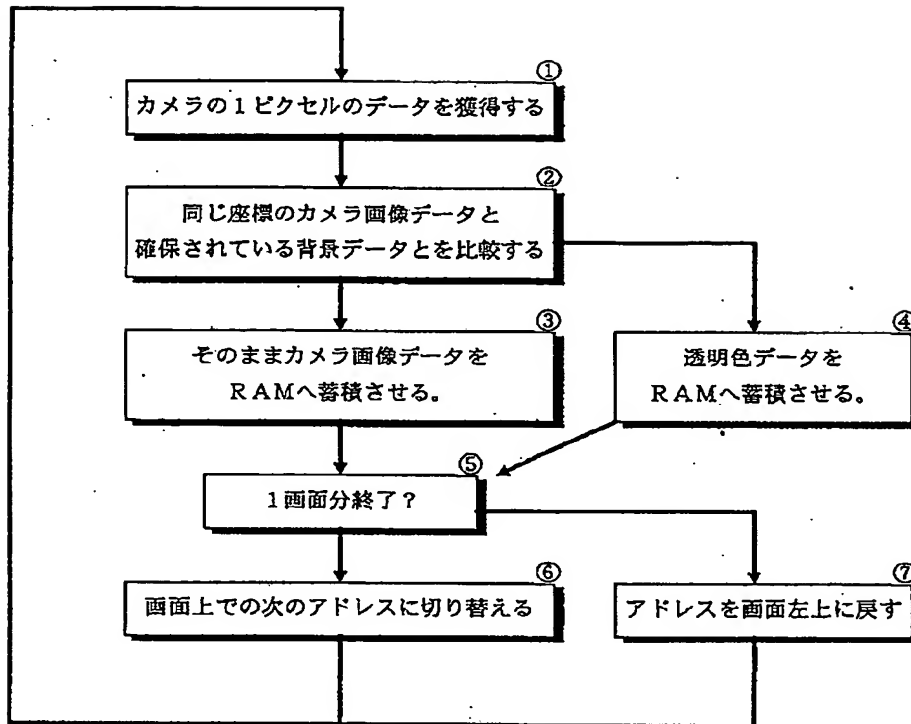 ①
カメラの1ピクセルのデータを獲得する
②
同じ座標のカメラ画像データと
確保されている背景データとを比較する
③
そのままカメラ画像データを
RAMへ蓄積させる。
④
透明色データを
RAMへ蓄積させる。
⑤
1画面分終了?
⑥
画面上での次のアドレスに切り替える
⑦
アドレスを画面左上に戻す